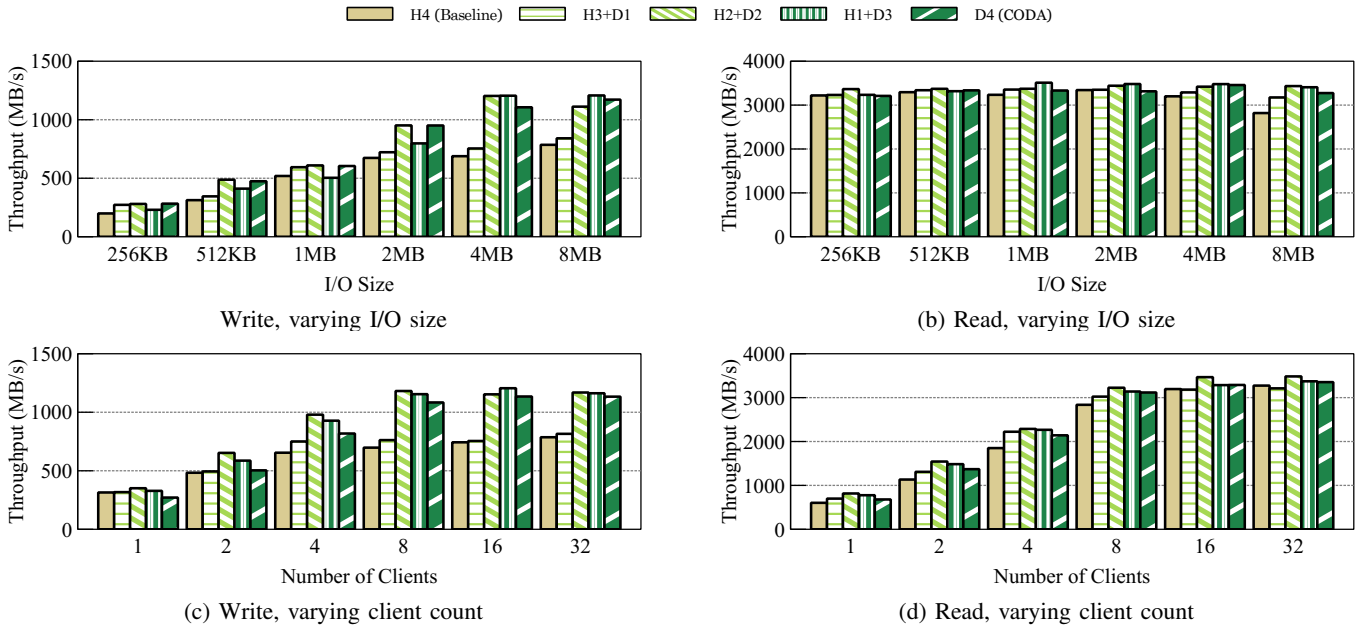 H4 (Baseline) H3+D1 H2+D2 H1+D3 D4 (CODA)
Throughput (MB/s)
1500
1000
500
0
256KB 512KB 1MB 2MB 4MB 8MB
I/O Size
Write, varying I/O size
Throughput (MB/s)
4000
3000
2000
1000
0
256KB 512KB 1MB 2MB 4MB 8MB
I/O Size
(b) Read, varying I/O size
Throughput (MB/s)
1500
1000
500
0
1 2 4 8 16 32
Number of Clients
(c) Write, varying client count
Throughput (MB/s)
4000
3000
2000
1000
0
1 2 4 8 16 32
Number of Clients
(d) Read, varying client count